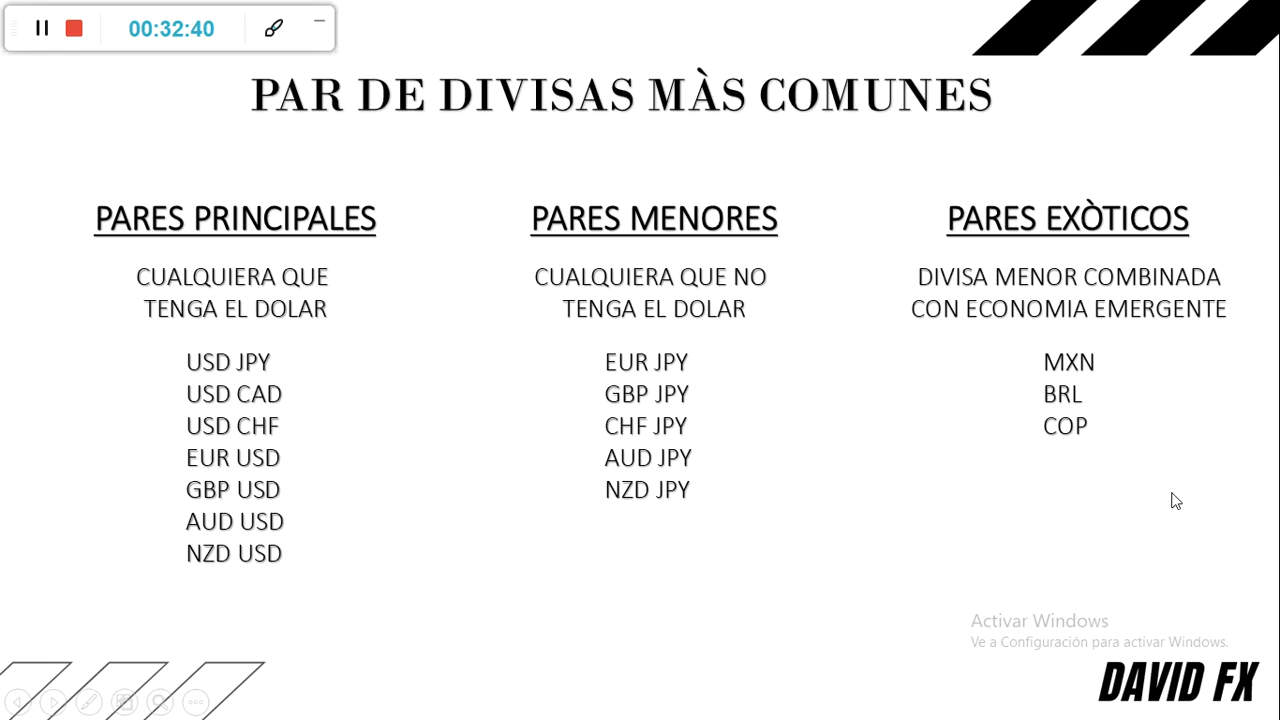 00:32:40
PAR DE DIVISAS MÀS COMUNES
PARES PRINCIPALES
CUALQUIERA QUE
TENGA EL DOLAR
USD JPY
USD CAD
USD CHF
EUR USD
GBP USD
AUD USD
NZD USD
PARES MENORES
CUALQUIERA QUE NO
TENGA EL DOLAR
EUR JPY
GBP JPY
CHF JPY
AUD JPY
NZD JPY
PARES EXÒTICOS
DIVISA MENOR COMBINADA
CON ECONOMIA EMERGENTE
MXN
BRL
COP
Activar Windows
Ve a Configuración para activar Windows.
DAVID FX